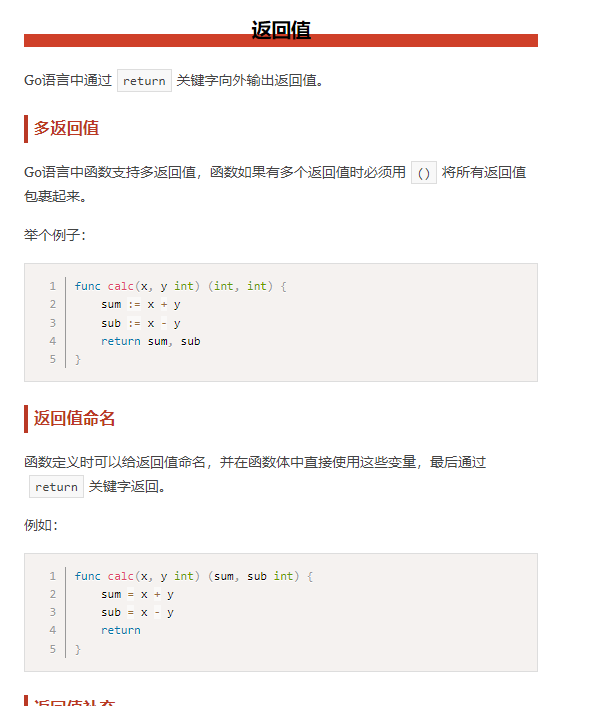 返回值
Go语言中通过 return 关键字向外输出返回值。
多返回值
Go语言中函数支持多返回值，函数如果有多个返回值时必须用 () 将所有返回值
包裹起来。
举个例子：
1 func calc(x, y int) (int, int) {
2     sum := x + y
3     sub := x - y
4     return sum, sub
5 }
返回值命名
函数定义时可以给返回值命名，并在函数体中直接使用这些变量，最后通过
return 关键字返回。
例如：
1 func calc(x, y int) (sum, sub int) {
2     sum = x + y
3     sub = x - y
4     return
5 }
返回值补充